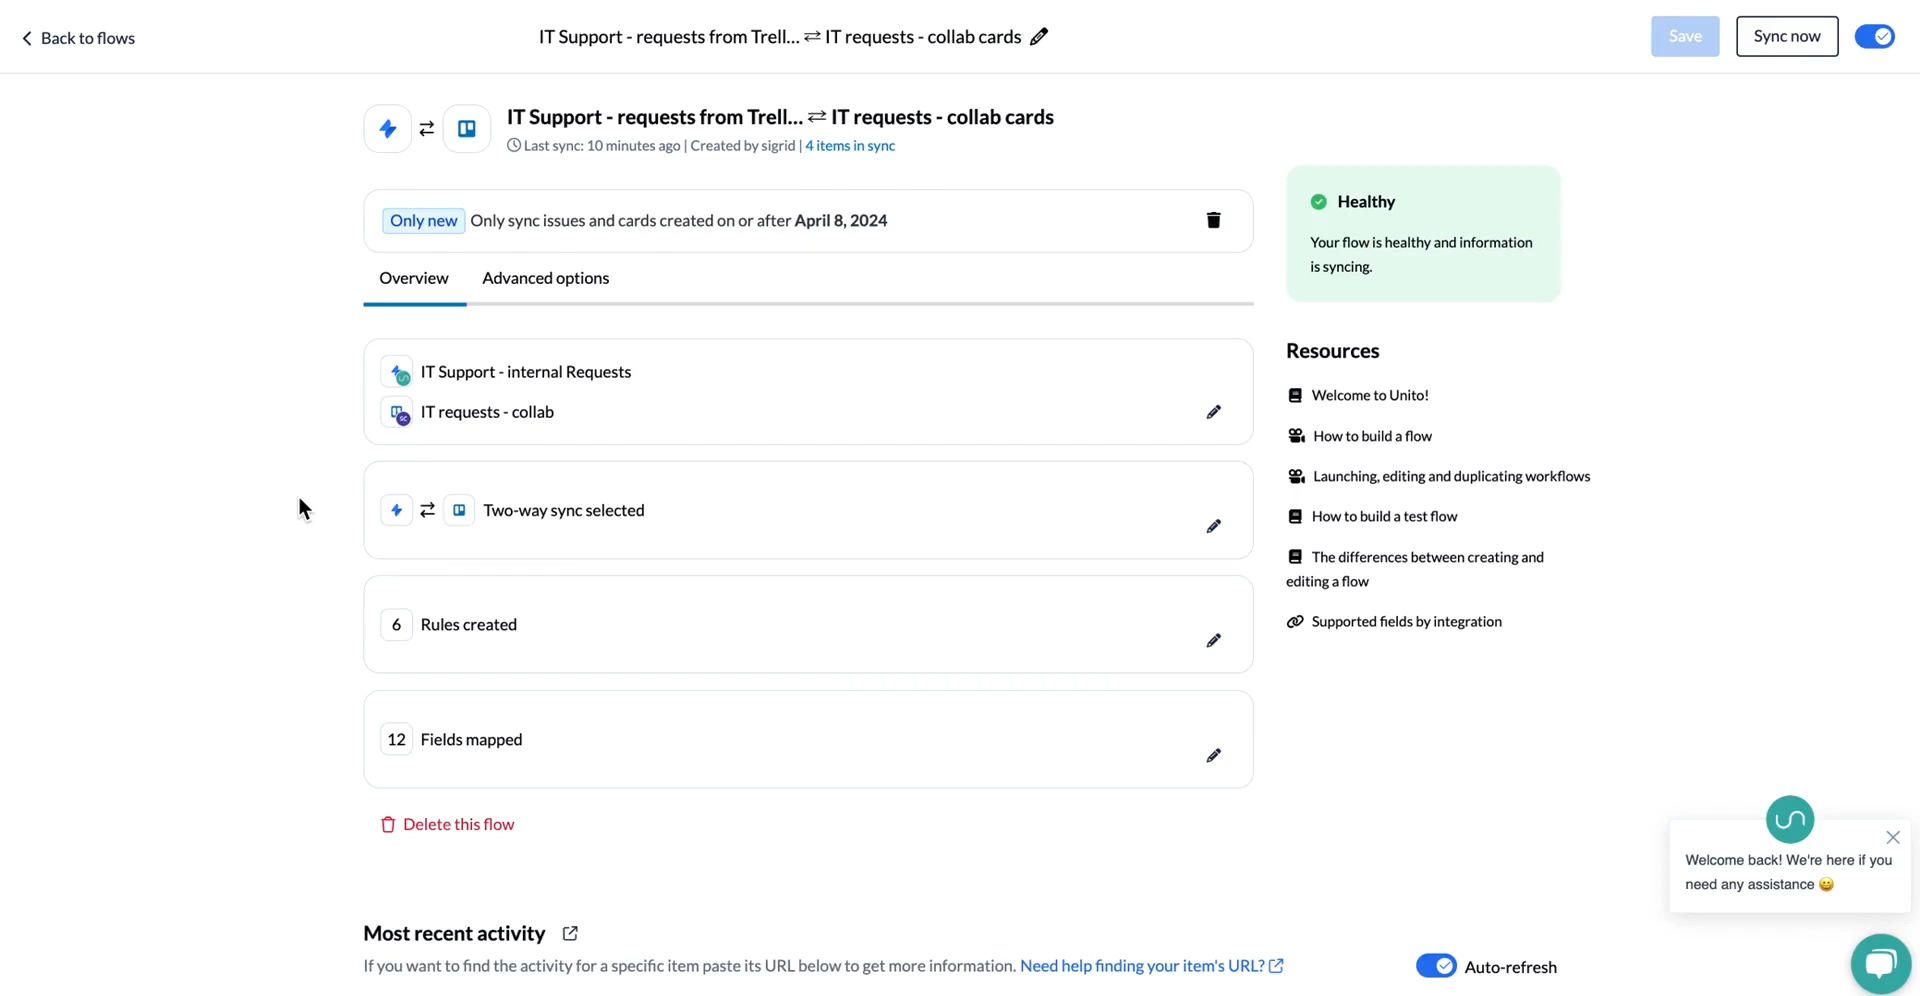 Back to flows
IT Support - requests from Trell... ⇄ IT requests - collab cards
Save
Sync now
IT Support - requests from Trell... ⇄ IT requests - collab cards
Last sync: 10 minutes ago | Created by sigrid | 4 items in sync
Only new Only sync issues and cards created on or after April 8, 2024
Overview
Advanced options
IT Support - internal Requests
IT requests - collab
Two-way sync selected
6 Rules created
12 Fields mapped
Delete this flow
Healthy
Your flow is healthy and information
is syncing.
Resources
Welcome to Unito!
How to build a flow
Launching, editing and duplicating workflows
How to build a test flow
The differences between creating and
editing a flow
Supported fields by integration
Welcome back! We're here if you
need any assistance 😀
Most recent activity
If you want to find the activity for a specific item paste its URL below to get more information. Need help finding your item's URL?
Auto-refresh